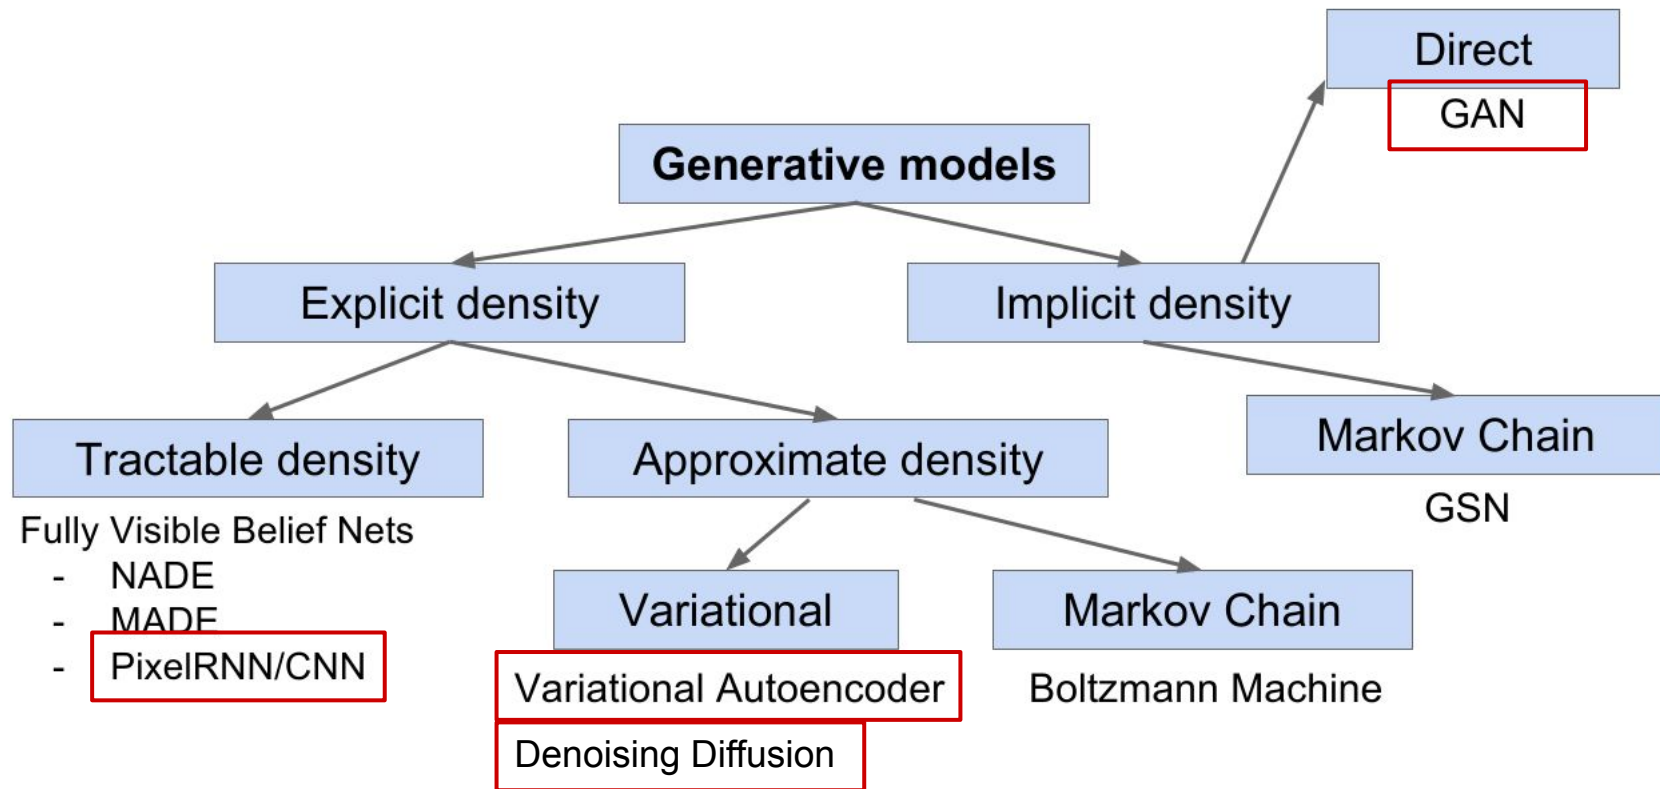 Direct
GAN
Generative models
Explicit density
Implicit density
Tractable density
Approximate density
Markov Chain
Fully Visible Belief Nets
- NADE
- MADE
- PixelRNN/CNN
GSN
Variational
Markov Chain
Variational Autoencoder
Boltzmann Machine
Denoising Diffusion